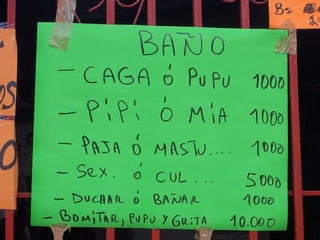 Bs
BAÑO
- CAGA ó PUPU 1000
- PiPi ó MiA 1000
- PAJA ó MASTU.... 1000
- Sex. ó CUL... 5000
- DUCHAR ó BAÑAR 1000
- BOMITAR, PUPU Y GRITA 10.000